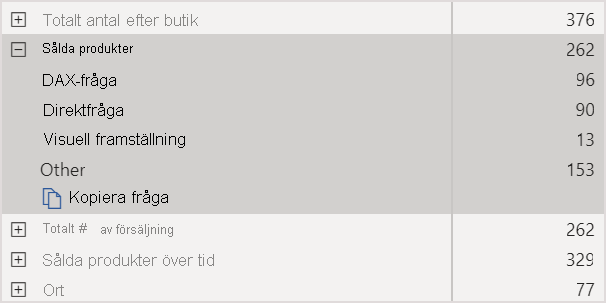 Totalt antal efter butik 376
Sålda produkter 262
DAX-fråga 96
Direktfråga 90
Visuell framställning 13
Other 153
Kopiera fråga
Totalt # av försäljning 262
Sålda produkter över tid 329
Ort 77